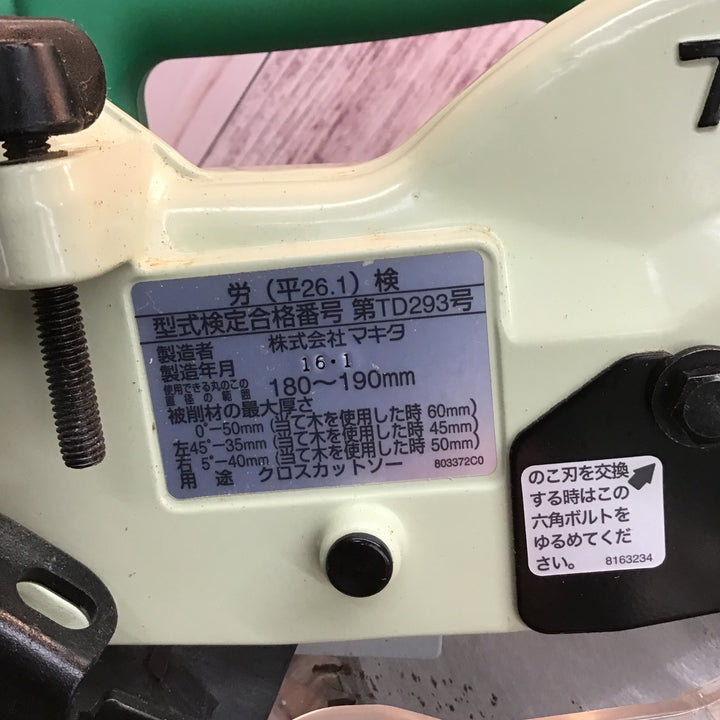 労(平26.1)検
型式検定合格番号 第TD293号
製造者 株式会社マキタ
製造年月 16・1
使用できる丸のこの直径の範囲 180～190mm
被削材の最大厚さ
0°－50mm(当て木を使用した時 60mm)
左45°－35mm(当て木を使用した時 45mm)
右 5°－40mm(当て木を使用した時 50mm)
用途 クロスカットソー 803372C0
のこ刃を交換
する時はこの
六角ボルトを
ゆるめてくだ
さい。 8163234